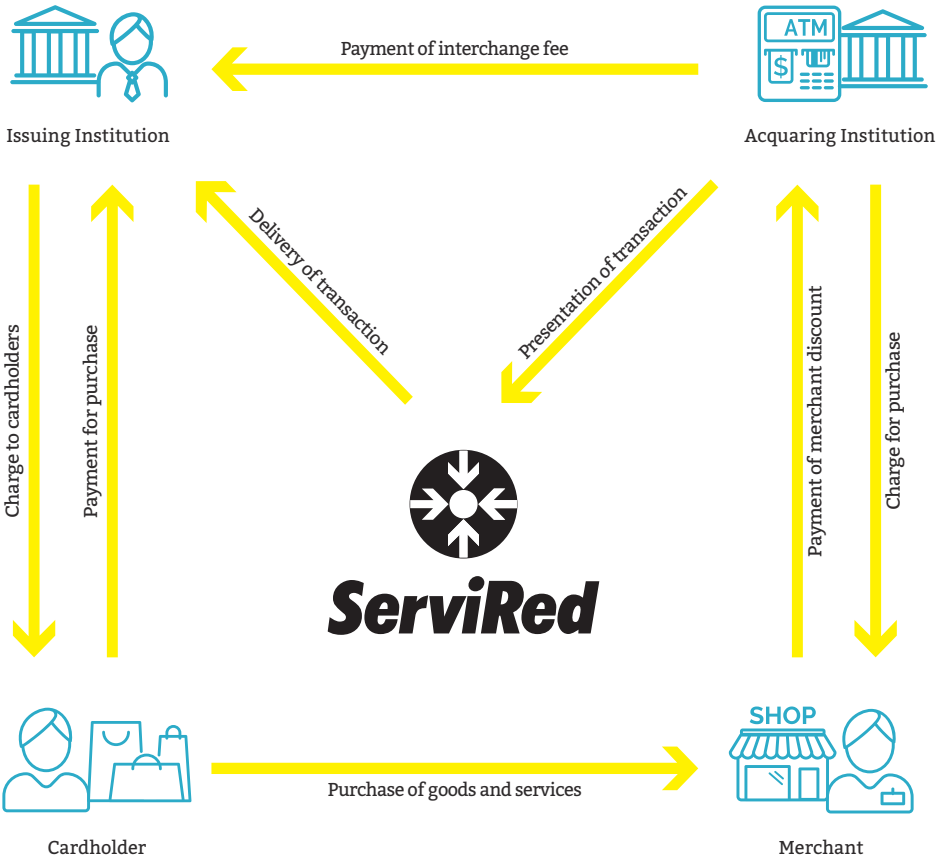 Payment of interchange fee
ATM
$
Issuing Institution
Acquaring Institution
Delivery of transaction
Presentation of transaction
Charge to cardholders
Payment for purchase
Payment of merchant discount
Charge for purchase
ServiRed
SHOP
Purchase of goods and services
Cardholder
Merchant